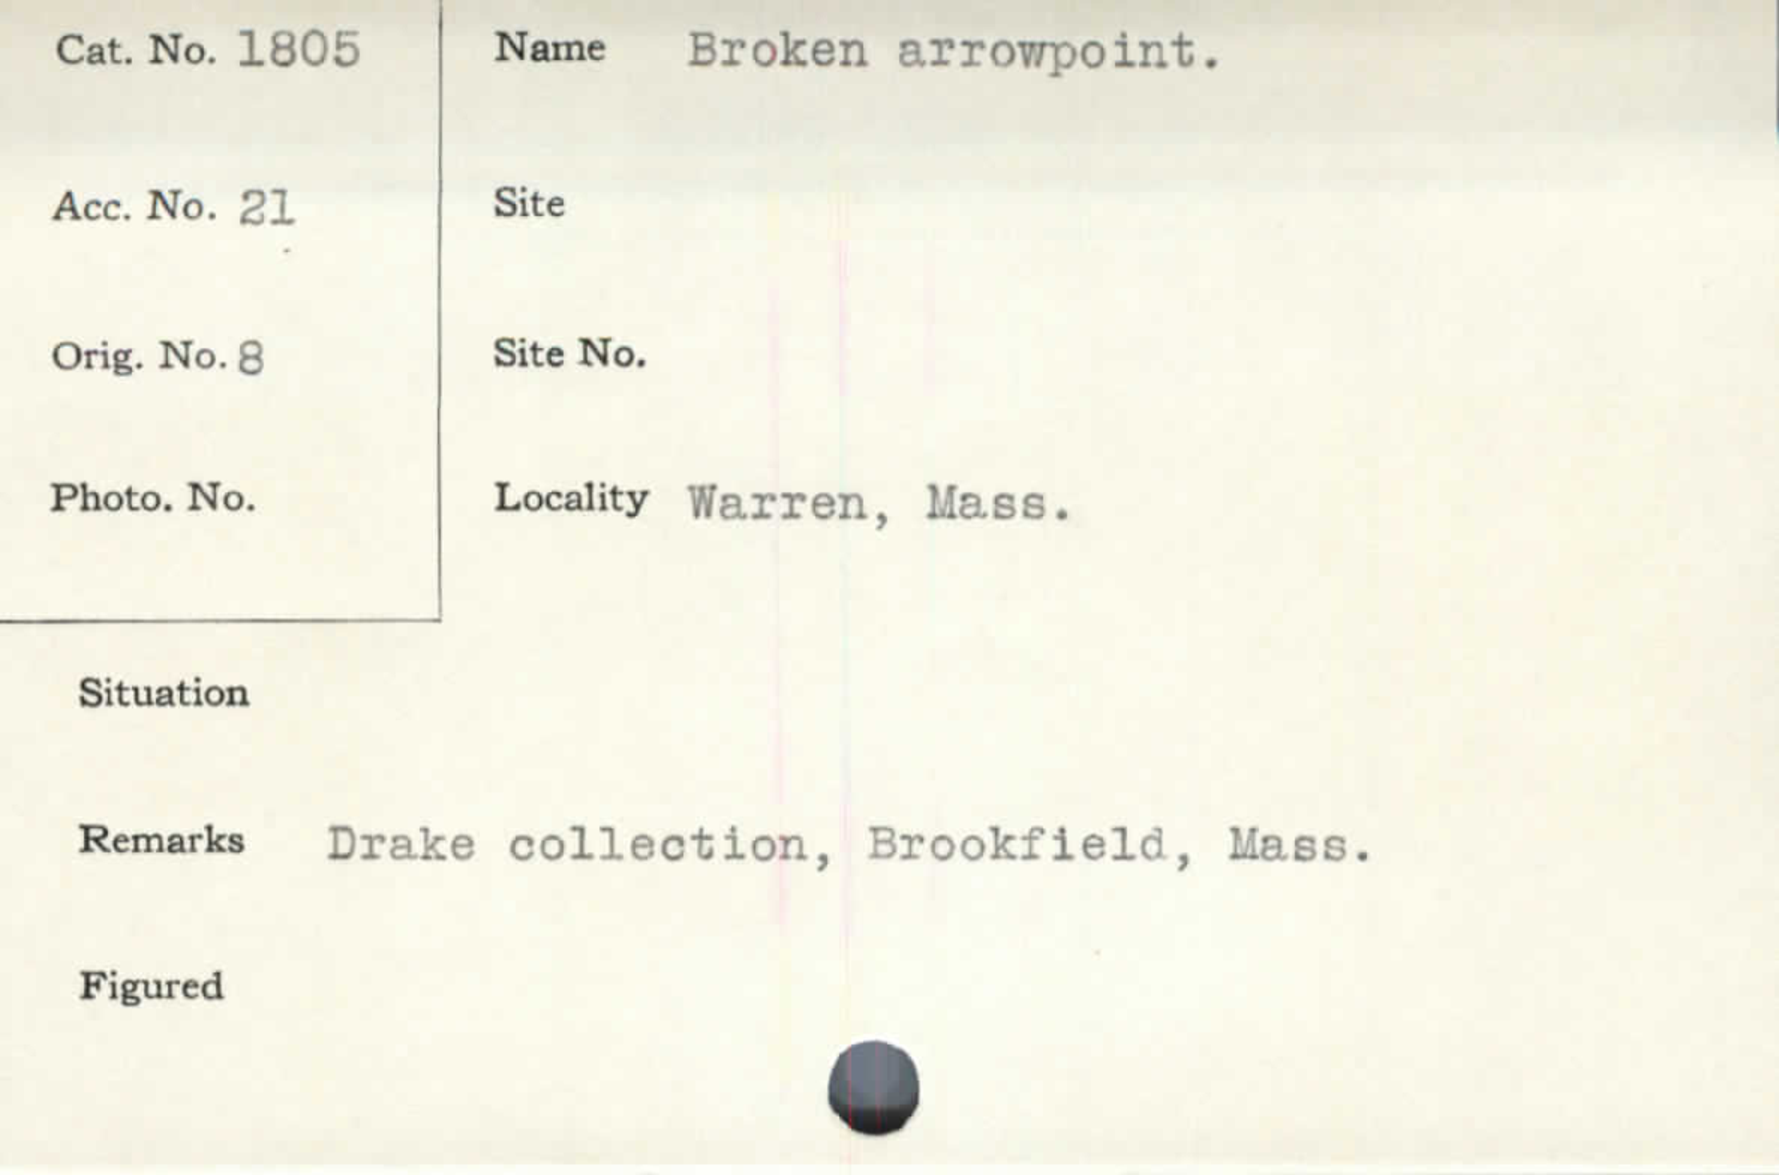 Cat. No. 1805
Name Broken arrowpoint.
Acc. No. 21
Site
Orig. No. 8
Site No.
Photo. No.
Locality Warren, Mass.
Situation
Remarks Drake collection, Brookfield, Mass.
Figured